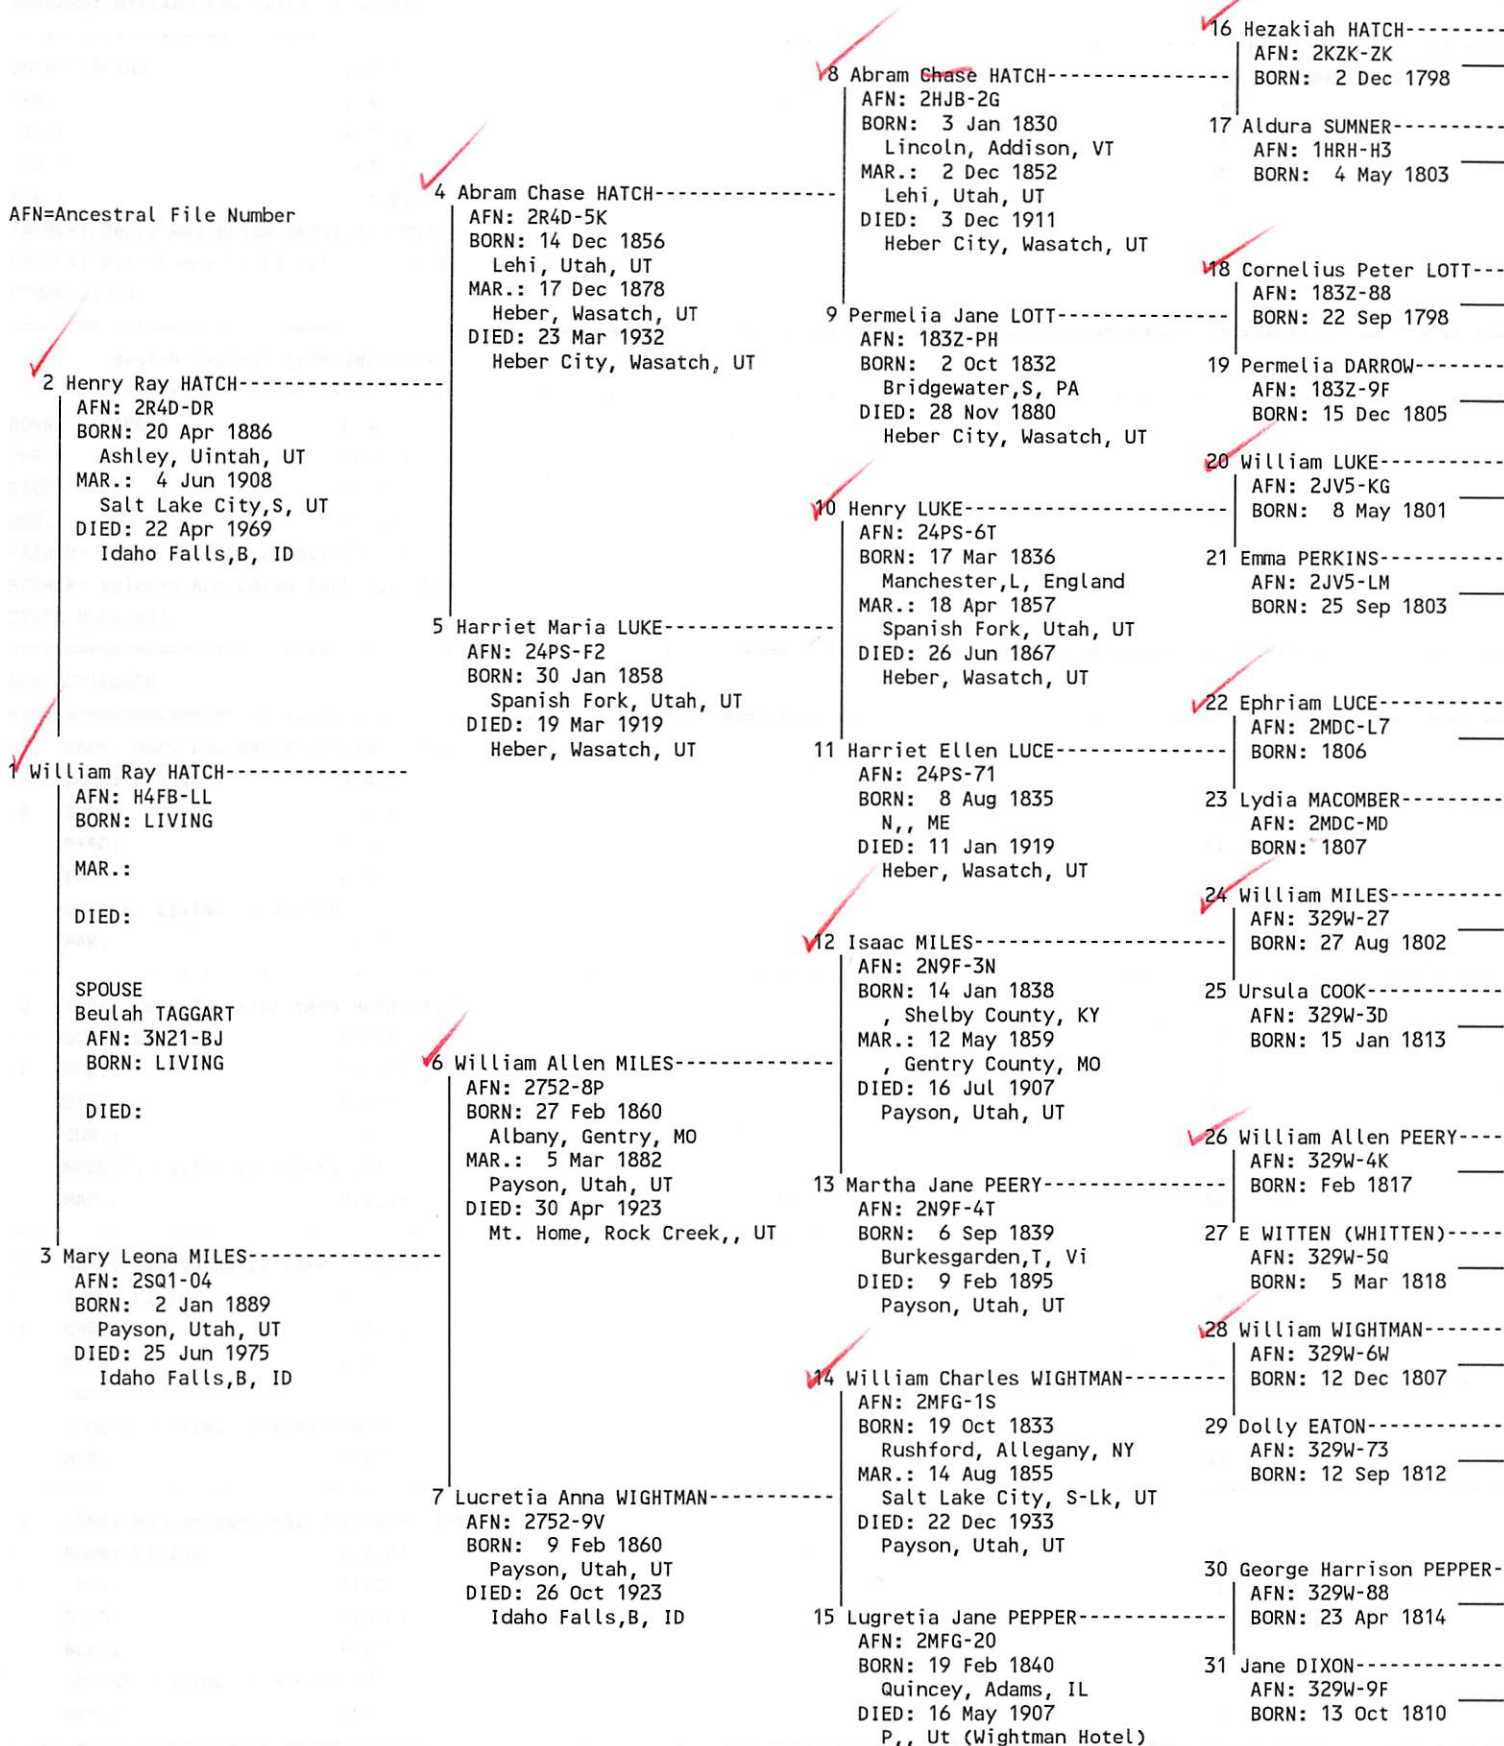 AFN=Ancestral File Number
1 William Ray HATCH---------------
AFN: H4FB-LL
BORN: LIVING
MAR.:
DIED:
SPOUSE
Beulah TAGGART
AFN: 3N21-BJ
BORN: LIVING
DIED:
2 Henry Ray HATCH-----------------
AFN: 2R4D-DR
BORN: 20 Apr 1886
Ashley, Uintah, UT
MAR.: 4 Jun 1908
Salt Lake City,S, UT
DIED: 22 Apr 1969
Idaho Falls,B, ID
3 Mary Leona MILES----------------
AFN: 2SQ1-04
BORN: 2 Jan 1889
Payson, Utah, UT
DIED: 25 Jun 1975
Idaho Falls,B, ID
4 Abram Chase HATCH---------------
AFN: 2R4D-5K
BORN: 14 Dec 1856
Lehi, Utah, UT
MAR.: 17 Dec 1878
Heber, Wasatch, UT
DIED: 23 Mar 1932
Heber City, Wasatch, UT
5 Harriet Maria LUKE--------------
AFN: 24PS-F2
BORN: 30 Jan 1858
Spanish Fork, Utah, UT
DIED: 19 Mar 1919
Heber, Wasatch, UT
6 William Allen MILES-------------
AFN: 2752-8P
BORN: 27 Feb 1860
Albany, Gentry, MO
MAR.: 5 Mar 1882
Payson, Utah, UT
DIED: 30 Apr 1923
Mt. Home, Rock Creek,, UT
7 Lucretia Anna WIGHTMAN----------
AFN: 2752-9V
BORN: 9 Feb 1860
Payson, Utah, UT
DIED: 26 Oct 1923
Idaho Falls,B, ID
8 Abram Chase HATCH---------------
AFN: 2HJB-2G
BORN: 3 Jan 1830
Lincoln, Addison, VT
MAR.: 2 Dec 1852
Lehi, Utah, UT
DIED: 3 Dec 1911
Heber City, Wasatch, UT
9 Permelia Jane LOTT--------------
AFN: 183Z-PH
BORN: 2 Oct 1832
Bridgewater,S, PA
DIED: 28 Nov 1880
Heber City, Wasatch, UT
10 Henry LUKE--------------------
AFN: 24PS-6T
BORN: 17 Mar 1836
Manchester,L, England
MAR.: 18 Apr 1857
Spanish Fork, Utah, UT
DIED: 26 Jun 1867
Heber, Wasatch, UT
11 Harriet Ellen LUCE--------------
AFN: 24PS-71
BORN: 8 Aug 1835
N,, ME
DIED: 11 Jan 1919
Heber, Wasatch, UT
12 Isaac MILES---------------------
AFN: 2N9F-3N
BORN: 14 Jan 1838
, Shelby County, KY
MAR.: 12 May 1859
, Gentry County, MO
DIED: 16 Jul 1907
Payson, Utah, UT
13 Martha Jane PEERY---------------
AFN: 2N9F-4T
BORN: 6 Sep 1839
Burkesgarden,T, Vi
DIED: 9 Feb 1895
Payson, Utah, UT
14 William Charles WIGHTMAN--------
AFN: 2MFG-1S
BORN: 19 Oct 1833
Rushford, Allegany, NY
MAR.: 14 Aug 1855
Salt Lake City, S-Lk, UT
DIED: 22 Dec 1933
Payson, Utah, UT
15 Lugretia Jane PEPPER------------
AFN: 2MFG-20
BORN: 19 Feb 1840
Quincey, Adams, IL
DIED: 16 May 1907
P,, Ut (Wightman Hotel)
16 Hezakiah HATCH--------
AFN: 2KZK-ZK
BORN: 2 Dec 1798
17 Aldura SUMNER---------
AFN: 1HRH-H3
BORN: 4 May 1803
18 Cornelius Peter LOTT---
AFN: 183Z-88
BORN: 22 Sep 1798
19 Permelia DARROW-------
AFN: 183Z-9F
BORN: 15 Dec 1805
20 William LUKE----------
AFN: 2JV5-KG
BORN: 8 May 1801
21 Emma PERKINS----------
AFN: 2JV5-LM
BORN: 25 Sep 1803
22 Ephriam LUCE----------
AFN: 2MDC-L7
BORN: 1806
23 Lydia MACOMBER--------
AFN: 2MDC-MD
BORN: 1807
24 William MILES---------
AFN: 329W-27
BORN: 27 Aug 1802
25 Ursula COOK-----------
AFN: 329W-3D
BORN: 15 Jan 1813
26 William Allen PEERY----
AFN: 329W-4K
BORN: Feb 1817
27 E WITTEN (WHITTEN)-----
AFN: 329W-5Q
BORN: 5 Mar 1818
28 William WIGHTMAN-------
AFN: 329W-6W
BORN: 12 Dec 1807
29 Dolly EATON-----------
AFN: 329W-73
BORN: 12 Sep 1812
30 George Harrison PEPPER-
AFN: 329W-88
BORN: 23 Apr 1814
31 Jane DIXON------------
AFN: 329W-9F
BORN: 13 Oct 1810